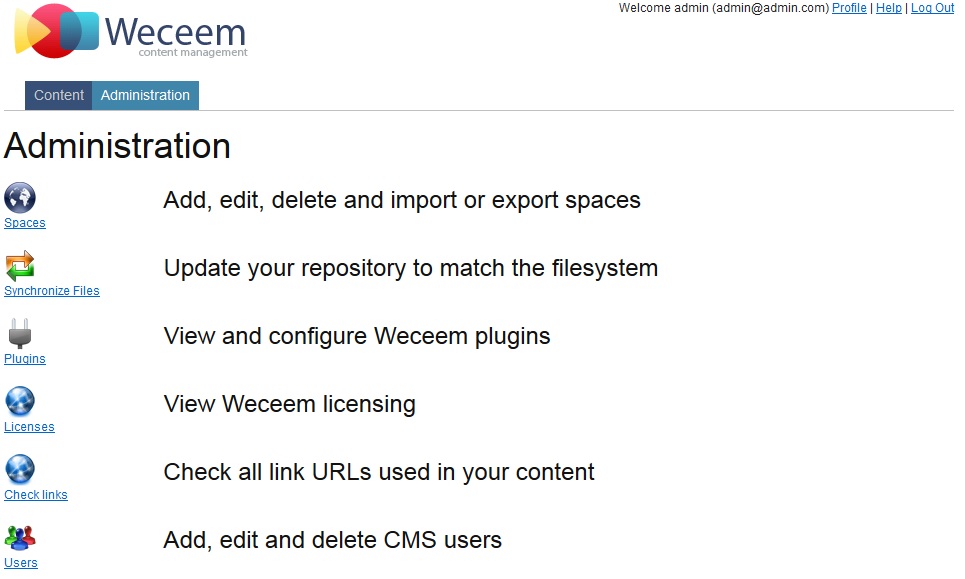 Welcome admin (admin@admin.com) Profile | Help | Log Out
Weceem
content management
Content Administration
Administration
Spaces
Add, edit, delete and import or export spaces
Synchronize Files
Update your repository to match the filesystem
Plugins
View and configure Weceem plugins
Licenses
View Weceem licensing
Check links
Check all link URLs used in your content
Users
Add, edit and delete CMS users